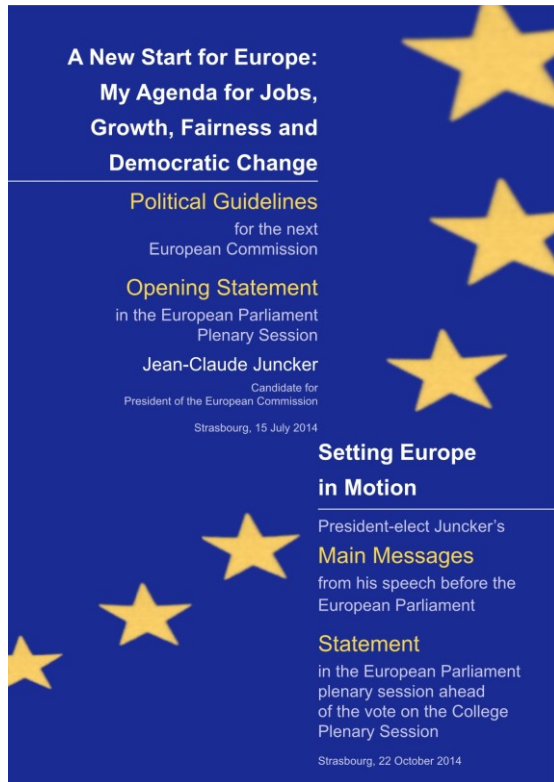 A New Start for Europe:
My Agenda for Jobs,
Growth, Fairness and
Democratic Change
Political Guidelines
for the next
European Commission
Opening Statement
in the European Parliament
Plenary Session
Jean-Claude Juncker
Candidate for
President of the European Commission
Strasbourg, 15 July 2014
Setting Europe
in Motion
President-elect Juncker’s
Main Messages
from his speech before the
European Parliament
Statement
in the European Parliament
plenary session ahead
of the vote on the College
Plenary Session
Strasbourg, 22 October 2014